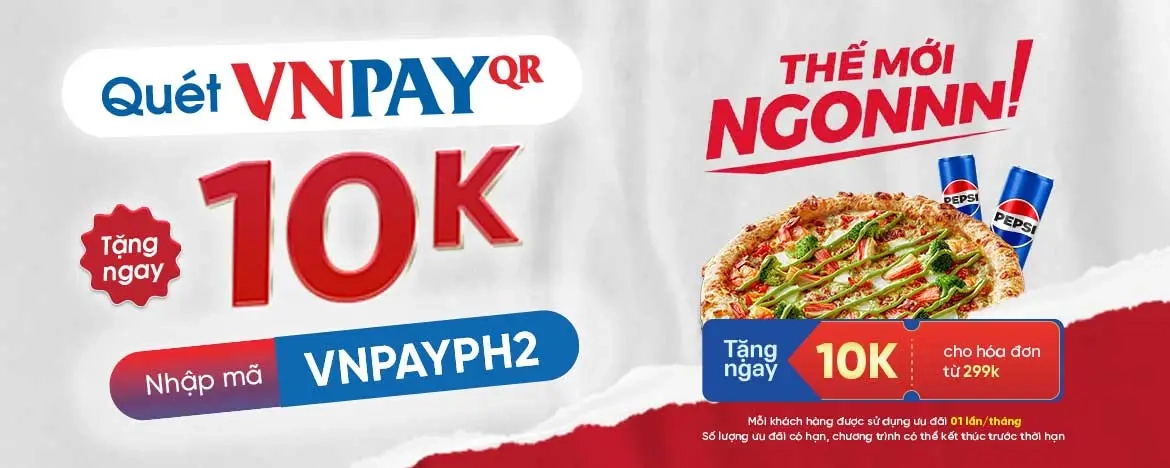 Quét VNPAYQR
Tặng
ngay
10K
Nhập mã VNPAYPH2
THẾ MỚI
NGONNN!
PEPSI
PEPSI
Tặng
ngay
10K
cho hóa đơn
từ 299k
Mỗi khách hàng được sử dụng ưu đãi 01 lần/tháng
Số lượng ưu đãi có hạn, chương trình có thể kết thúc trước thời hạn